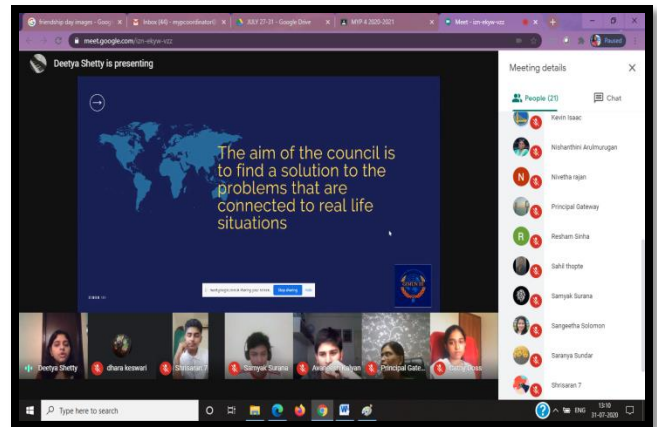 friendship day images - Goog
Inbox (44) - mypcoordinator@
JULY 27-31 - Google Drive
MYP-4 2020-2021
Meet - izn-ekyw-vzz
meet.google.com/izn-ekyw-vzz
Paused
Deetya Shetty is presenting
The aim of the council is
to find a solution to the
problems that are
connected to real life
situations
Stop sharing
Hide
Deetya Shetty
dhara keswari
Shrisaran 7
Samyak Surana
Principal Gate...
Meeting details
People (21)
Chat
Kevin Isaac
Nishanthini Arulmurugan
Nivetha rajan
Principal Gateway
Resham Sinha
Sahil thopte
Samyak Surana
Sangeetha Solomon
Saranya Sundar
Shrisaran 7
Type here to search
ENG
13:10
31-07-2020